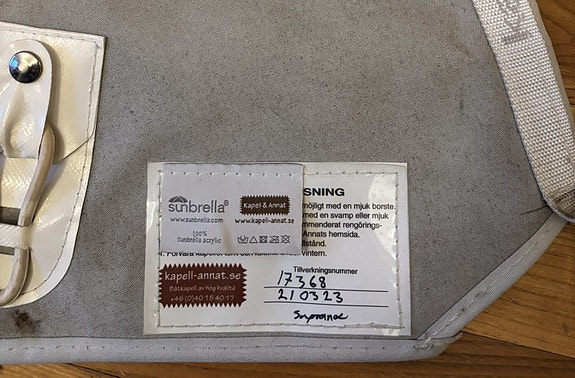 sunbrella®
www.sunbrella.com
100%
Sunbrella acrylic
Kapell & Annat
www.kapell-annat.se
SNING
möjligt med en mjuk borste.
med en svamp eller mjuk
mmenderat rengörings-
Annats hemsida.
llstånd.
vintern.
kapell-annat.se
Båtkapell av hög kvalité
+46 (0)40 15 40 17
Tillverkningsnummer
17368
210323